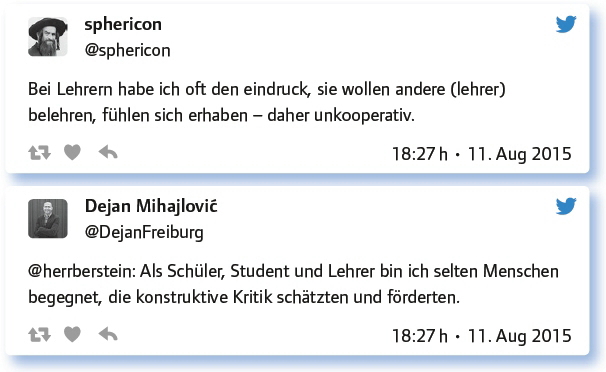 sphericon
@sphericon
Bei Lehrern habe ich oft den eindruck, sie wollen andere (lehrer)
belehren, fühlen sich erhaben – daher unkooperativ.
18:27 h • 11. Aug 2015
Dejan Mihajlović
@DejanFreiburg
@herrberstein: Als Schüler, Student und Lehrer bin ich selten Menschen
begegnet, die konstruktive Kritik schätzten und förderten.
18:27 h • 11. Aug 2015